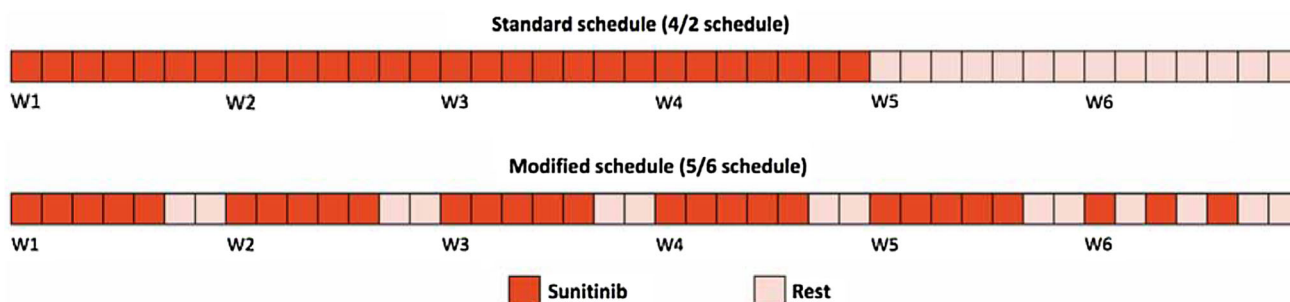 Standard schedule (4/2 schedule)
W1 W2 W3 W4 W5 W6
Modified schedule (5/6 schedule)
W1 W2 W3 W4 W5 W6
Sunitinib Rest